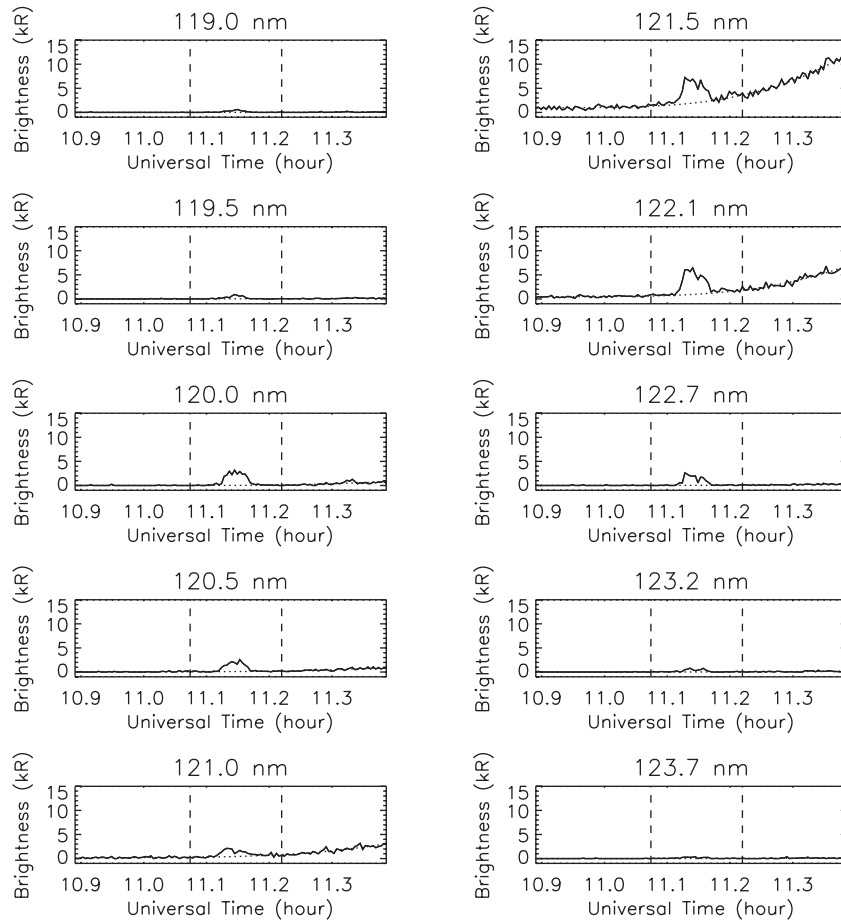 119.0 nm
Brightness (kR)
15
10
5
0
10.9 11.0 11.1 11.2 11.3
Universal Time (hour)
119.5 nm
Brightness (kR)
15
10
5
0
10.9 11.0 11.1 11.2 11.3
Universal Time (hour)
120.0 nm
Brightness (kR)
15
10
5
0
10.9 11.0 11.1 11.2 11.3
Universal Time (hour)
120.5 nm
Brightness (kR)
15
10
5
0
10.9 11.0 11.1 11.2 11.3
Universal Time (hour)
121.0 nm
Brightness (kR)
15
10
5
0
10.9 11.0 11.1 11.2 11.3
Universal Time (hour)
121.5 nm
Brightness (kR)
15
10
5
0
10.9 11.0 11.1 11.2 11.3
Universal Time (hour)
122.1 nm
Brightness (kR)
15
10
5
0
10.9 11.0 11.1 11.2 11.3
Universal Time (hour)
122.7 nm
Brightness (kR)
15
10
5
0
10.9 11.0 11.1 11.2 11.3
Universal Time (hour)
123.2 nm
Brightness (kR)
15
10
5
0
10.9 11.0 11.1 11.2 11.3
Universal Time (hour)
123.7 nm
Brightness (kR)
15
10
5
0
10.9 11.0 11.1 11.2 11.3
Universal Time (hour)